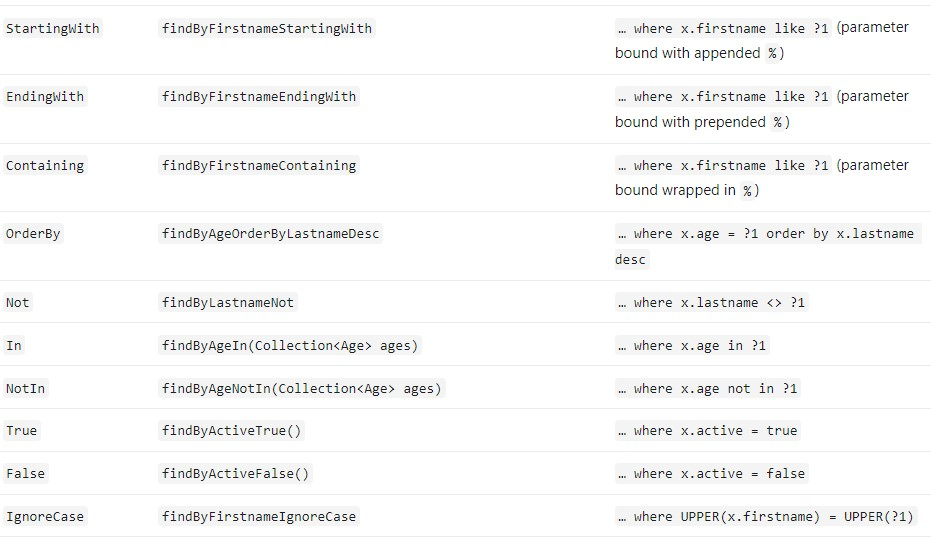 StartingWith findByFirstnameStartingWith … where x.firstname like ?1 (parameter
bound with appended %)
EndingWith findByFirstnameEndingWith … where x.firstname like ?1 (parameter
bound with prepended %)
Containing findByFirstnameContaining … where x.firstname like ?1 (parameter
bound wrapped in %)
OrderBy findByAgeOrderByLastnameDesc … where x.age = ?1 order by x.lastname
desc
Not findByLastnameNot … where x.lastname <> ?1
In findByAgeIn(Collection<Age> ages) … where x.age in ?1
NotIn findByAgeNotIn(Collection<Age> ages) … where x.age not in ?1
True findByActiveTrue() … where x.active = true
False findByActiveFalse() … where x.active = false
IgnoreCase findByFirstnameIgnoreCase … where UPPER(x.firstname) = UPPER(?1)